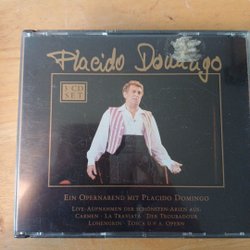 Placido Domingo
3 CD
SET
EIN OPERNABEND MIT PLACIDO DOMINGO
LIVE-AUFNAHMEN DER SCHÖNSTEN ARIEN AUS:
CARMEN · LA TRAVIATA · DER TROUBADOUR
LOHENGRIN · TOSCA U.V.A. OPERN